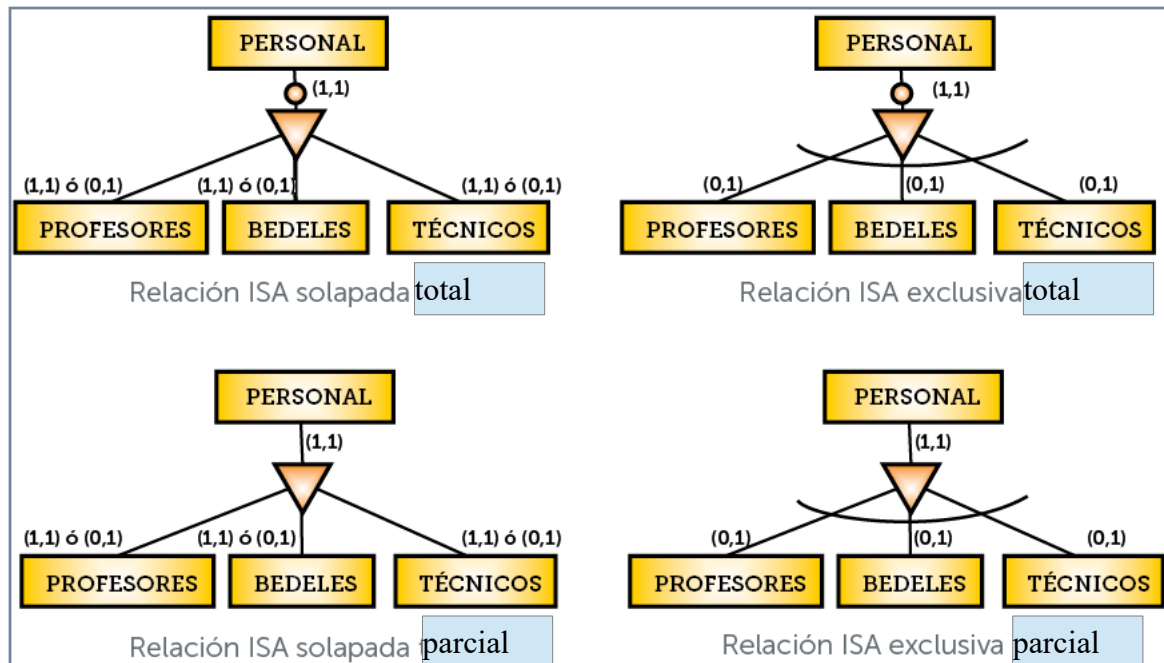 PERSONAL
(1,1)
(1,1) ó (0,1) (1,1) ó (0,1) (1,1) ó (0,1)
PROFESORES BEDELES TÉCNICOS
Relación ISA solapada total
PERSONAL
(1,1)
(0,1) (0,1) (0,1)
PROFESORES BEDELES TÉCNICOS
Relación ISA exclusiva total
PERSONAL
(1,1)
(1,1) ó (0,1) (1,1) ó (0,1) (1,1) ó (0,1)
PROFESORES BEDELES TÉCNICOS
Relación ISA solapada parcial
PERSONAL
(1,1)
(0,1) (0,1) (0,1)
PROFESORES BEDELES TÉCNICOS
Relación ISA exclusiva parcial